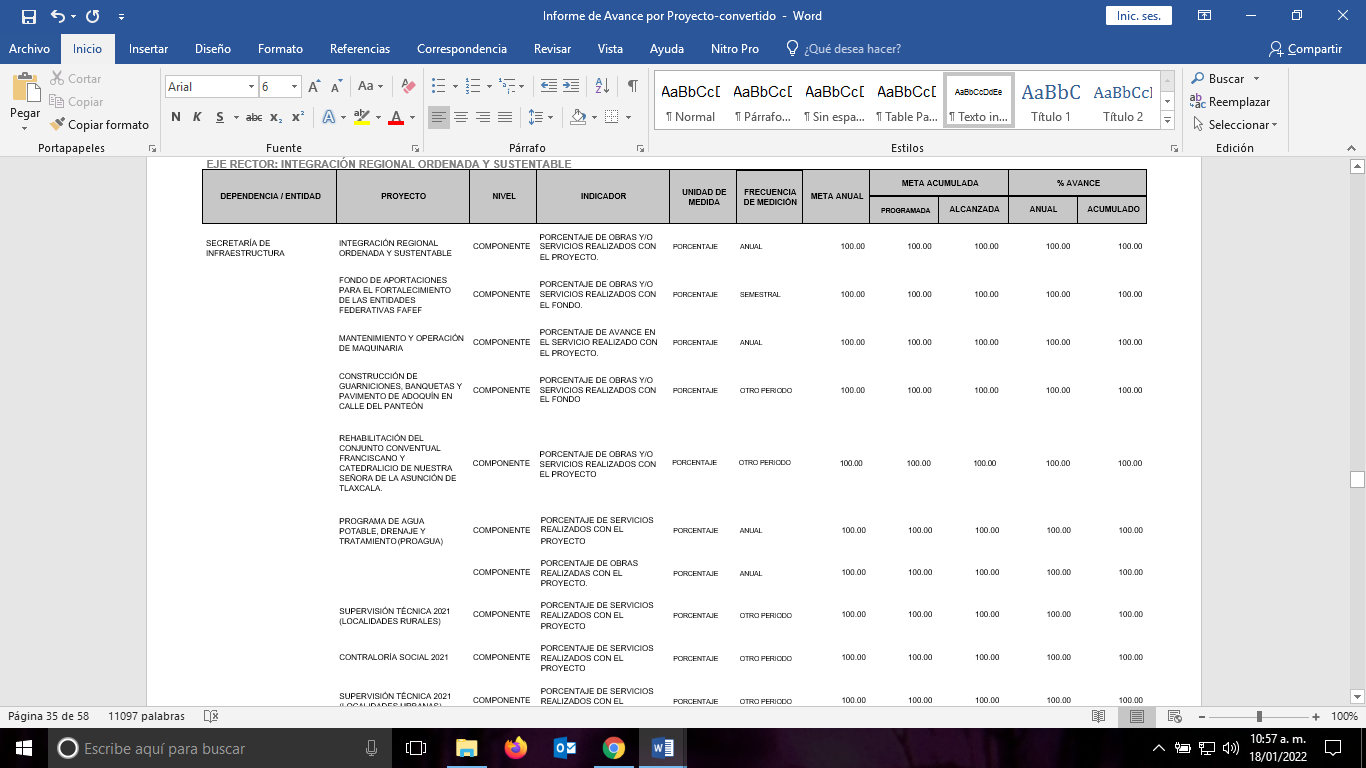 Informe de Avance por Proyecto-convertido - Word
Inic. ses.
Archivo Inicio Insertar Diseño Formato Referencias Correspondencia Revisar Vista Ayuda Nitro Pro ¿Qué desea hacer? Compartir
Pegar
Cortar
Copiar
Copiar formato
Portapapeles
Arial 6
Aa
N K S abc x₂ x² A ab A
Fuente
Párrafo
AaBbCcD AaBbCcD AaBbCcD AaBbCcD AaBbCcDdEe AaBbC AaBbCcI
¶ Normal ¶ Párrafo... ¶ Sin espa... ¶ Table Pa... ¶ Texto in... Título 1 Título 2
Estilos
Buscar
Reemplazar
Seleccionar
Edición
EJE RECTOR: INTEGRACIÓN REGIONAL ORDENADA Y SUSTENTABLE
DEPENDENCIA / ENTIDAD
PROYECTO
NIVEL
INDICADOR
UNIDAD DE
MEDIDA
FRECUENCIA
DE MEDICIÓN
META ANUAL
META ACUMULADA
PROGRAMADA ALCANZADA
% AVANCE
ANUAL ACUMULADO
SECRETARÍA DE
INFRAESTRUCTURA
INTEGRACIÓN REGIONAL
ORDENADA Y SUSTENTABLE
COMPONENTE
PORCENTAJE DE OBRAS Y/O
SERVICIOS REALIZADOS CON
EL PROYECTO.
PORCENTAJE ANUAL 100.00 100.00 100.00 100.00 100.00
FONDO DE APORTACIONES
PARA EL FORTALECIMIENTO
DE LAS ENTIDADES
FEDERATIVAS FAFEF
COMPONENTE
PORCENTAJE DE OBRAS Y/O
SERVICIOS REALIZADOS CON
EL FONDO.
PORCENTAJE SEMESTRAL 100.00 100.00 100.00 100.00 100.00
MANTENIMIENTO Y OPERACIÓN
DE MAQUINARIA
COMPONENTE
PORCENTAJE DE AVANCE EN
EL SERVICIO REALIZADO CON
EL PROYECTO.
PORCENTAJE ANUAL 100.00 100.00 100.00 100.00 100.00
CONSTRUCCIÓN DE
GUARNICIONES, BANQUETAS Y
PAVIMENTO DE ADOQUÍN EN
CALLE DEL PANTEÓN
COMPONENTE
PORCENTAJE DE OBRAS Y/O
SERVICIOS REALIZADOS CON
EL FONDO
PORCENTAJE OTRO PERIODO 100.00 100.00 100.00 100.00 100.00
REHABILITACIÓN DEL
CONJUNTO CONVENTUAL
FRANCISCANO Y
CATEDRALICIO DE NUESTRA
SEÑORA DE LA ASUNCIÓN DE
TLAXCALA.
COMPONENTE
PORCENTAJE DE OBRAS Y/O
SERVICIOS REALIZADOS CON
EL PROYECTO
PORCENTAJE OTRO PERIODO 100.00 100.00 100.00 100.00 100.00
PROGRAMA DE AGUA
POTABLE, DRENAJE Y
TRATAMIENTO (PROAGUA)
COMPONENTE
PORCENTAJE DE SERVICIOS
REALIZADOS CON EL
PROYECTO
PORCENTAJE ANUAL 100.00 100.00 100.00 100.00 100.00
COMPONENTE
PORCENTAJE DE OBRAS
REALIZADAS CON EL
PROYECTO.
PORCENTAJE ANUAL 100.00 100.00 100.00 100.00 100.00
SUPERVISIÓN TÉCNICA 2021
(LOCALIDADES RURALES)
COMPONENTE
PORCENTAJE DE SERVICIOS
REALIZADOS CON EL
PROYECTO
PORCENTAJE OTRO PERIODO 100.00 100.00 100.00 100.00 100.00
CONTRALORÍA SOCIAL 2021
COMPONENTE
PORCENTAJE DE SERVICIOS
REALIZADOS CON EL
PROYECTO
PORCENTAJE OTRO PERIODO 100.00 100.00 100.00 100.00 100.00
SUPERVISIÓN TÉCNICA 2021
(LOCALIDADES URBANAS)
COMPONENTE
PORCENTAJE DE SERVICIOS
REALIZADOS CON EL
PORCENTAJE OTRO PERIODO 100.00 100.00 100.00 100.00 100.00
Página 35 de 58 11097 palabras
100%
Escribe aquí para buscar
10:57 a. m.
18/01/2022